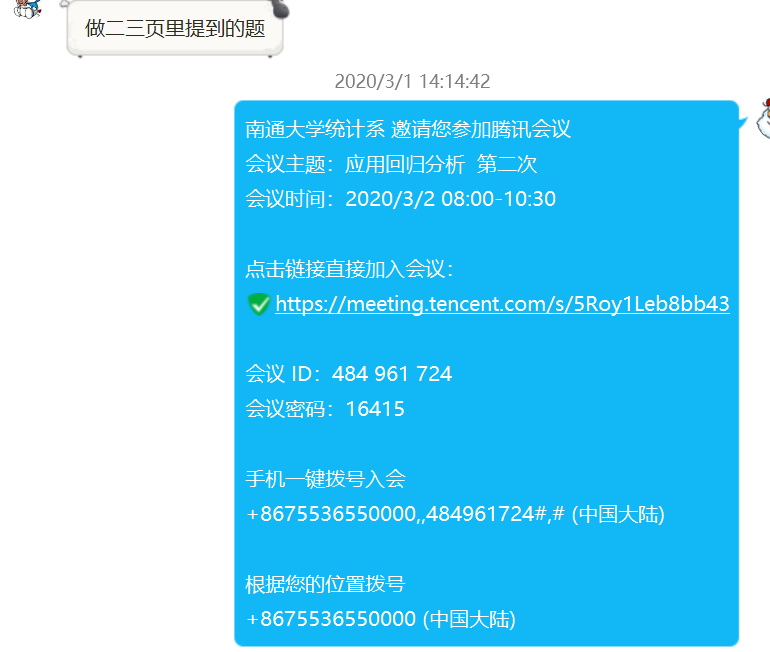 做二三页里提到的题
2020/3/1 14:14:42
南通大学统计系 邀请您参加腾讯会议
会议主题：应用回归分析 第二次
会议时间：2020/3/2 08:00-10:30
点击链接直接加入会议：
https://meeting.tencent.com/s/5Roy1Leb8bb43
会议 ID：484 961 724
会议密码：16415
手机一键拨号入会
+8675536550000,,484961724#,# (中国大陆)
根据您的位置拨号
+8675536550000 (中国大陆)